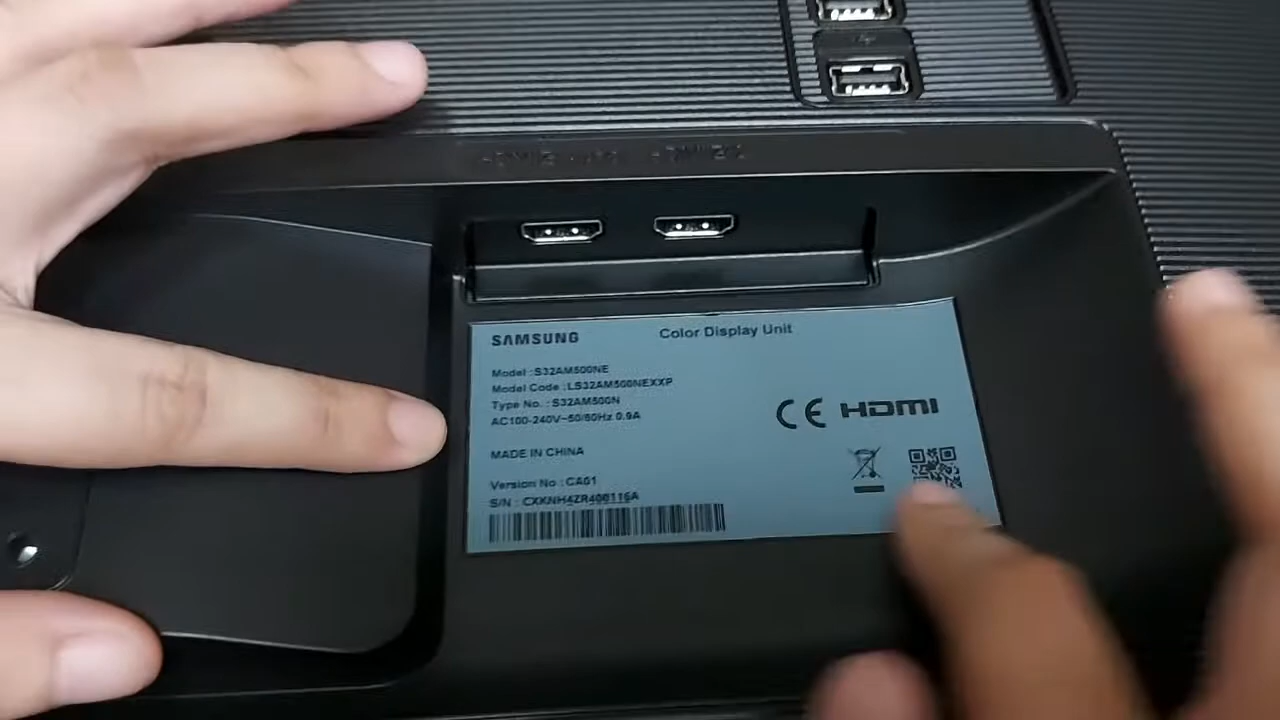 SAMSUNG
Color Display Unit
Model :S32AM500NE
Model Code :LS32AM500NEXXP
Type No. : S32AM500N
AC100-240V~50/60Hz 0.9A
CE HDMI
MADE IN CHINA
Version No : CA01
S/N : CXKNH4ZR400116A